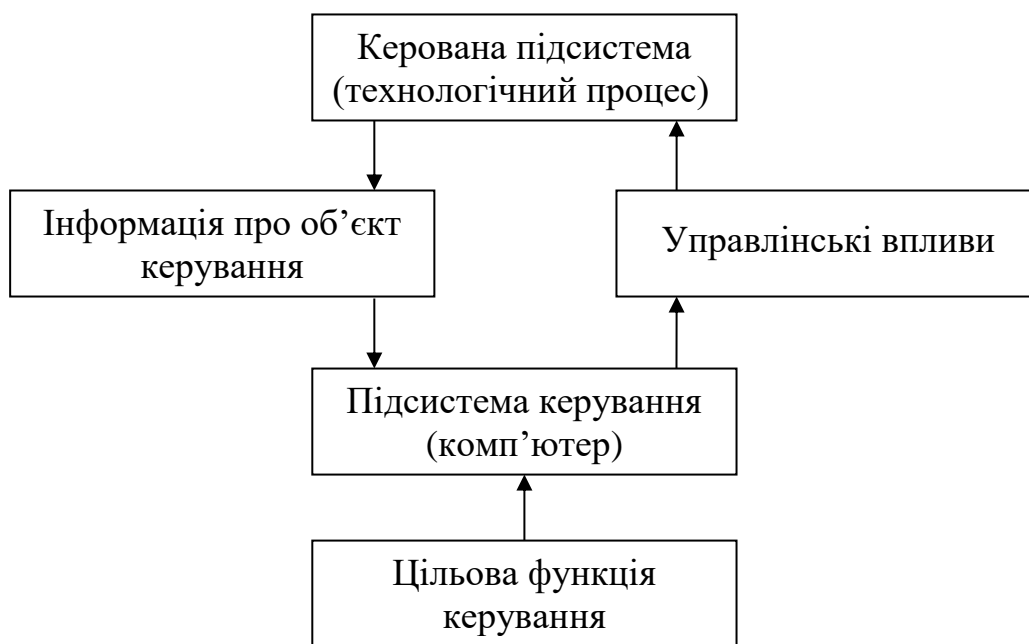 Керована підсистема
(технологічний процес)
Інформація про об’єкт
керування
Управлінські впливи
Підсистема керування
(комп’ютер)
Цільова функція
керування